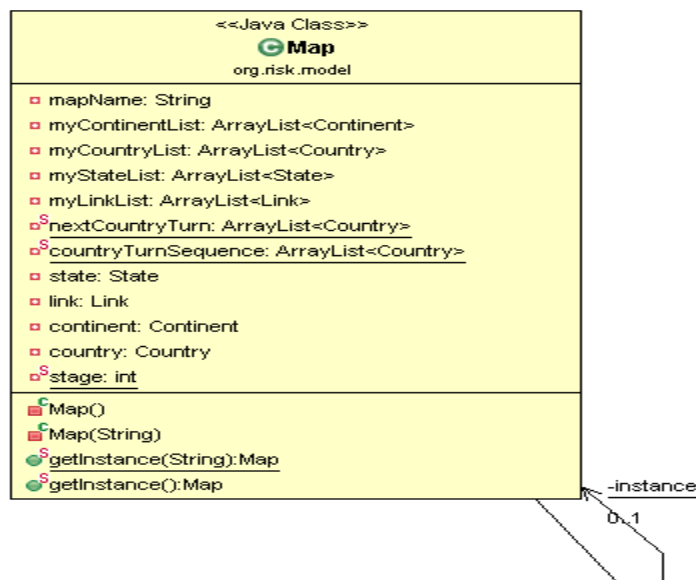 <<Java Class>>
C Map
org.risk.model
mapName: String
myContinentList: ArrayList<Continent>
myCountryList: ArrayList<Country>
myStateList: ArrayList<State>
myLinkList: ArrayList<Link>
S nextCountryTurn: ArrayList<Country>
S countryTurnSequence: ArrayList<Country>
state: State
link: Link
continent: Continent
country: Country
S stage: int
C Map()
C Map(String)
S getInstance(String):Map
S getInstance():Map
-instance
0..1